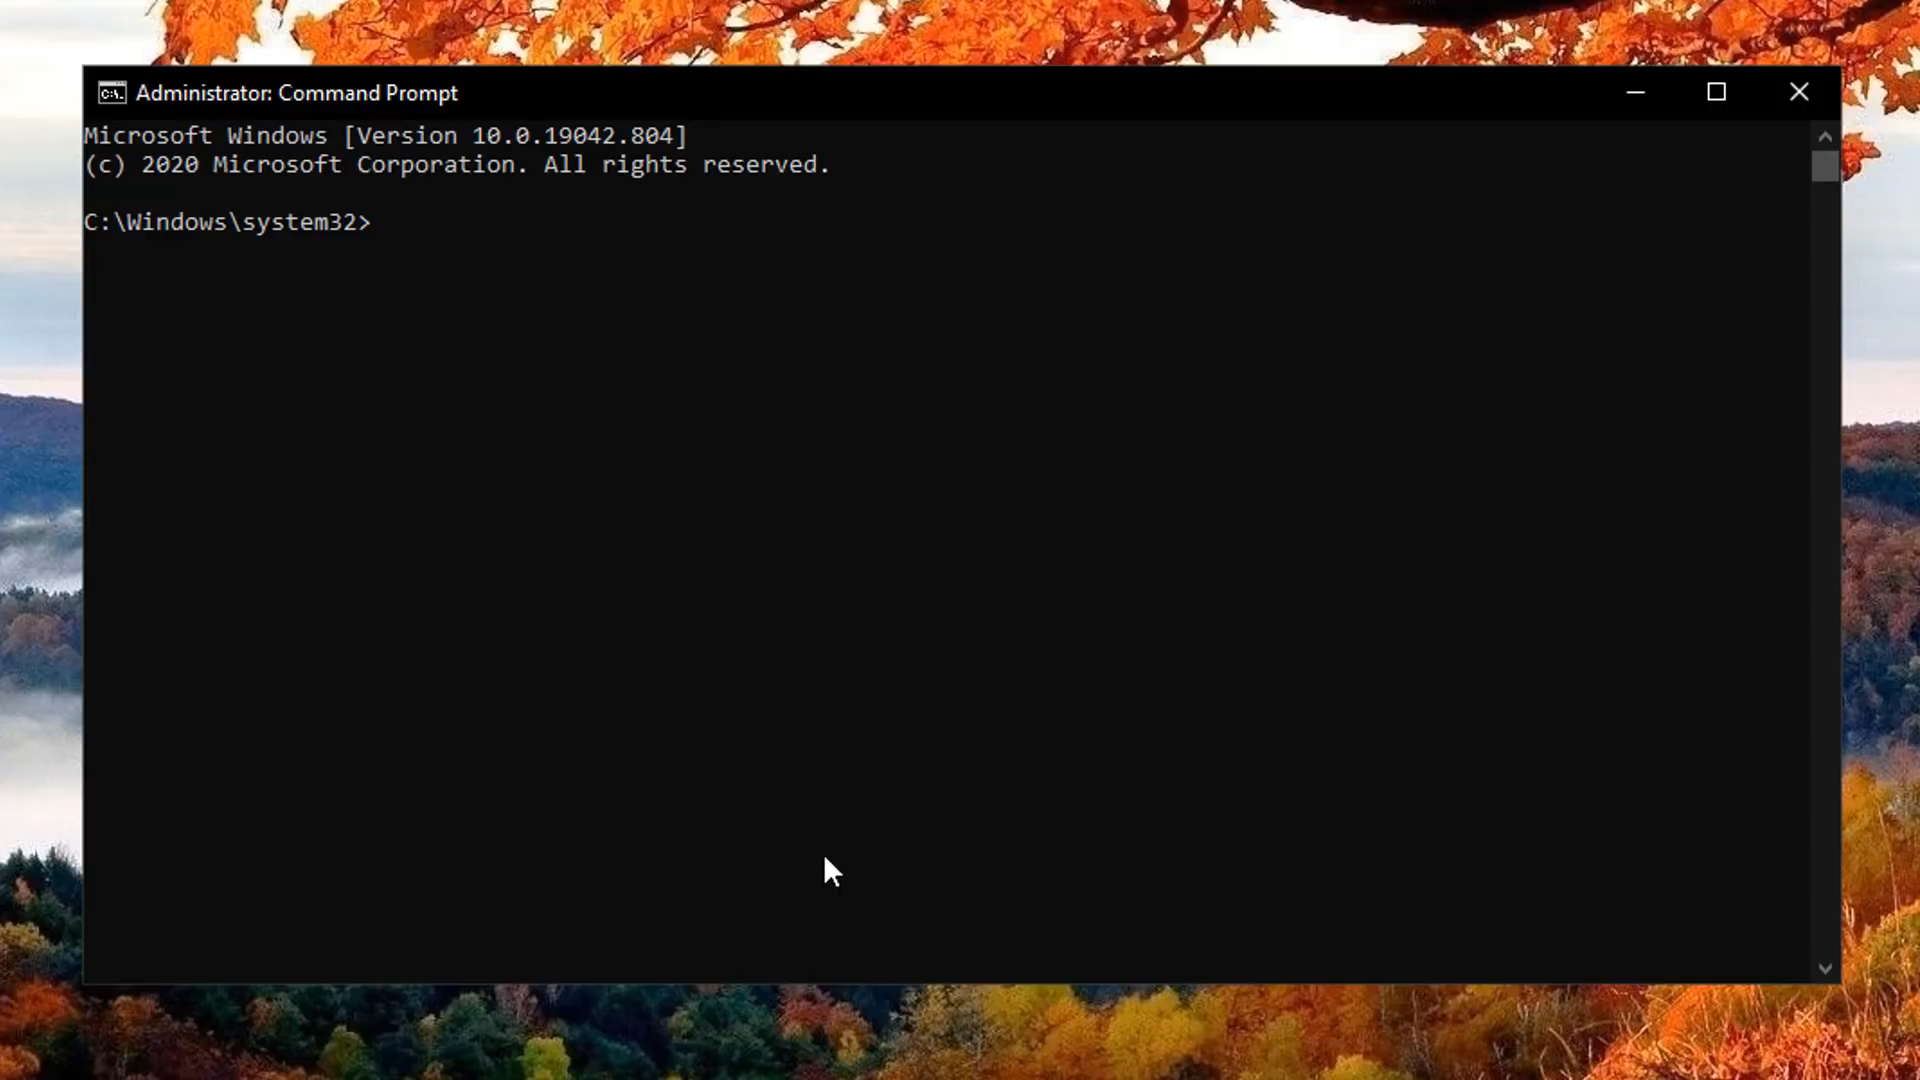 Administrator: Command Prompt
Microsoft Windows [Version 10.0.19042.804]
(c) 2020 Microsoft Corporation. All rights reserved.
C:\Windows\system32>